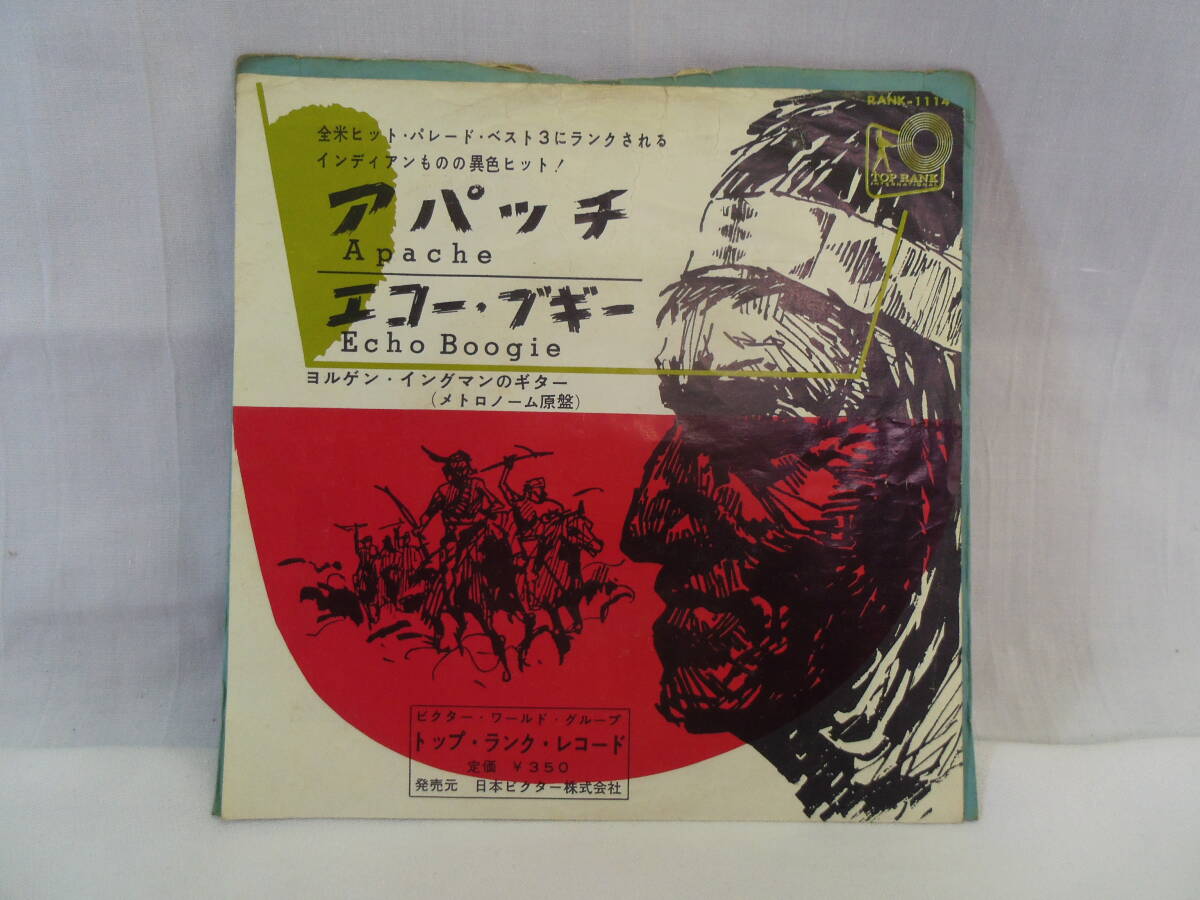 RANK-1114
TOP RANK
INTERNATIONAL
全米ヒット・パレード・ベスト3にランクされる
インディアンものの異色ヒット!
アパッチ
Apache
エコー・ブギー
Echo Boogie
ヨルゲン・イングマンのギター
(メトロノーム原盤)
ビクター・ワールド・グループ
トップ・ランク・レコード
定価 ¥350
発売元 日本ビクター株式会社